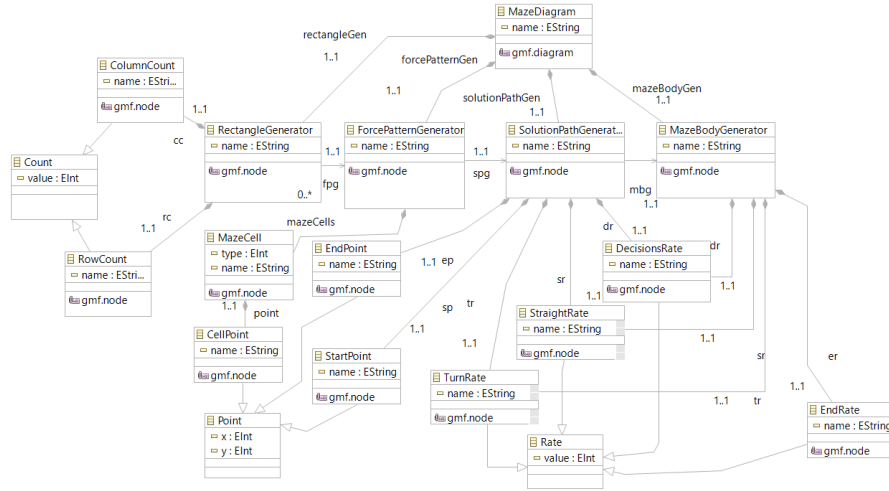 MazeDiagram
name : EString
gmf.diagram
rectangleGen
1..1
forcePatternGen
1..1
solutionPathGen
1..1
mazeBodyGen
1..1
ColumnCount
name : EStri...
gmf.node
1..1
cc
RectangleGenerator
name : EString
gmf.node
0..*
1..1
fpg
ForcePatternGenerator
name : EString
gmf.node
1..1
spg
SolutionPathGenerat...
name : EString
gmf.node
mbg
1..1
MazeBodyGenerator
name : EString
gmf.node
Count
value : EInt
rc
1..1
RowCount
name : EStri...
gmf.node
mazeCells
MazeCell
type : EInt
name : EString
gmf.node
1..1
point
EndPoint
name : EString
gmf.node
1..1
ep
dr
1..1
DecisionsRate
name : EString
gmf.node
dr
1..1
CellPoint
name : EString
gmf.node
sp
1..1
tr
1..1
sr
1..1
StraightRate
name : EString
gmf.node
1..1
sr
StartPoint
name : EString
gmf.node
TurnRate
name : EString
gmf.node
1..1
tr
er
1..1
EndRate
name : EString
gmf.node
Point
x : EInt
y : EInt
Rate
value : EInt